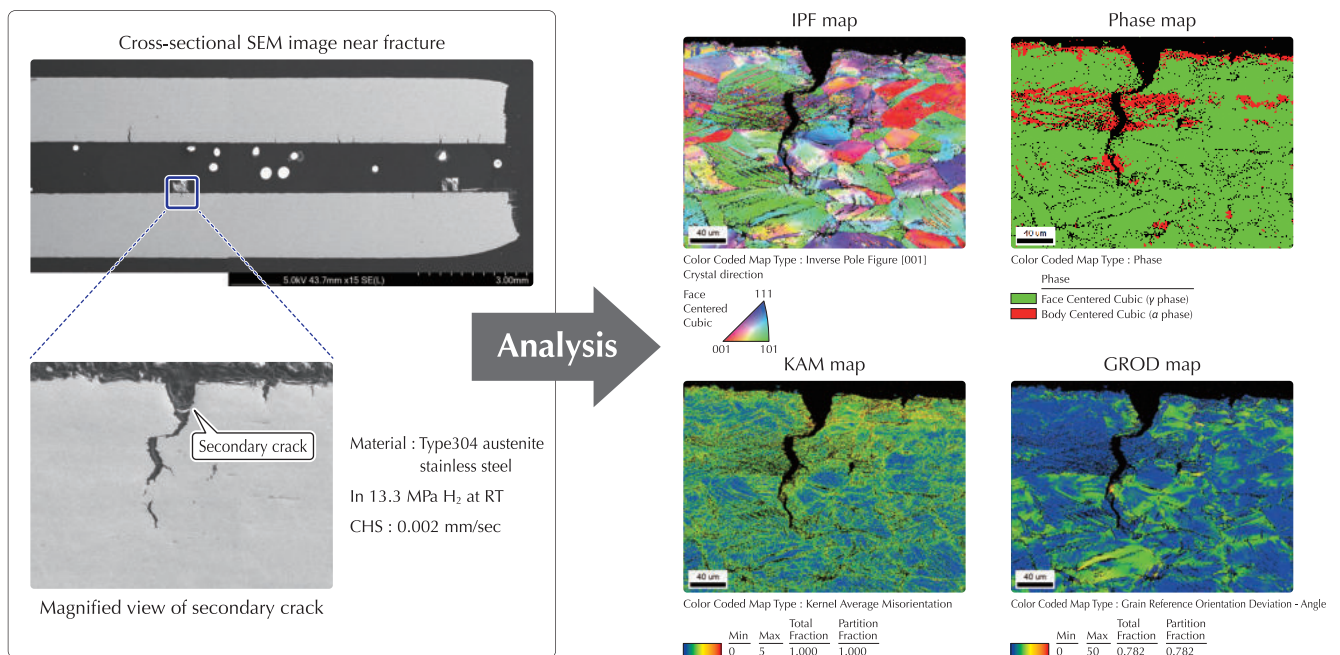 Cross-sectional SEM image near fracture
5.0kV 43.7mm x15 SE(L)
3.00mm
Secondary crack
Magnified view of secondary crack
Material : Type304 austenite
stainless steel
In 13.3 MPa H₂ at RT
CHS : 0.002 mm/sec
Analysis
IPF map
40 um
Color Coded Map Type : Inverse Pole Figure [001]
Crystal direction
Face
Centered
Cubic
111
001
101
Phase map
40 um
Color Coded Map Type : Phase
Phase
Face Centered Cubic (γ phase)
Body Centered Cubic (α phase)
KAM map
40 um
Color Coded Map Type : Kernel Average Misorientation
Min Max Total Fraction Partition Fraction
0 5 1.000 1.000
GROD map
40 um
Color Coded Map Type : Grain Reference Orientation Deviation - Angle
Min Max Total Fraction Partition Fraction
0 50 0.782 0.782